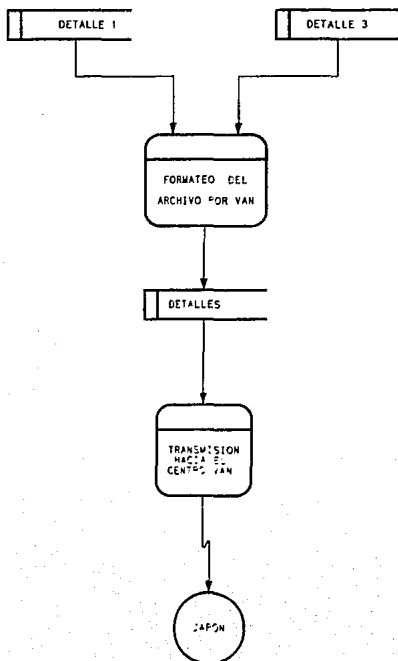 DETALLE 1
DETALLE 3
FORMATEO DEL
ARCHIVO POR VAN
DETALLES
TRANSMISION
HACIA EL
CENTRO VAN
JAPON